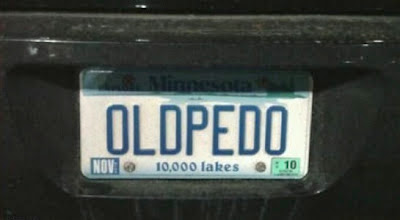 Minnesota
OLDPEDO
NOV 10,000 lakes 10